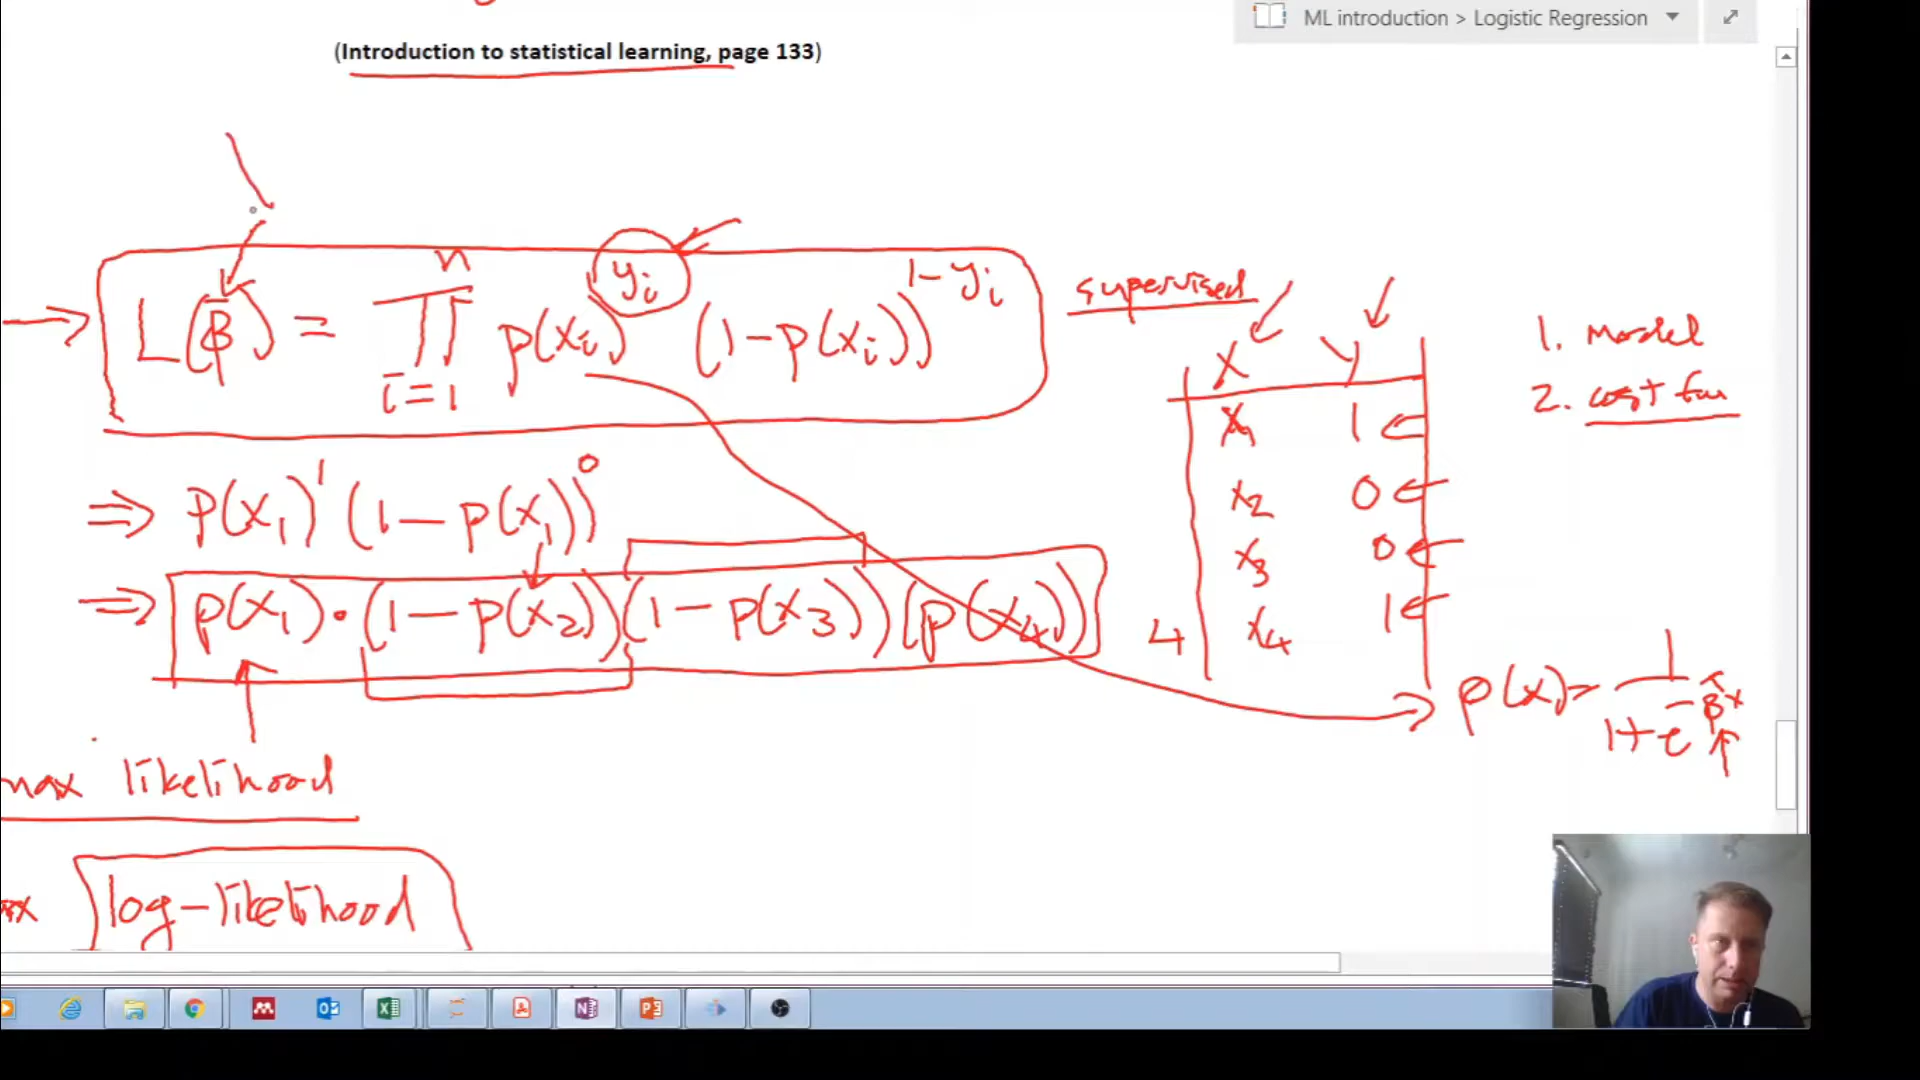 ML introduction > Logistic Regression
(Introduction to statistical learning, page 133)
L(β) = ∏ i=1 n p(xi)^yi (1-p(xi))^1-yi
supervised
1. Model
2. cost fun
X Y
x1 1
x2 0
x3 0
4 x4 1
⇒ P(x1)^1 (1-p(x1))^0
⇒ p(x1)·(1-p(x2))(1-p(x3))(p(x4))
p(x) = 1 / 1+e^-βx
max likelihood
log-likelihood